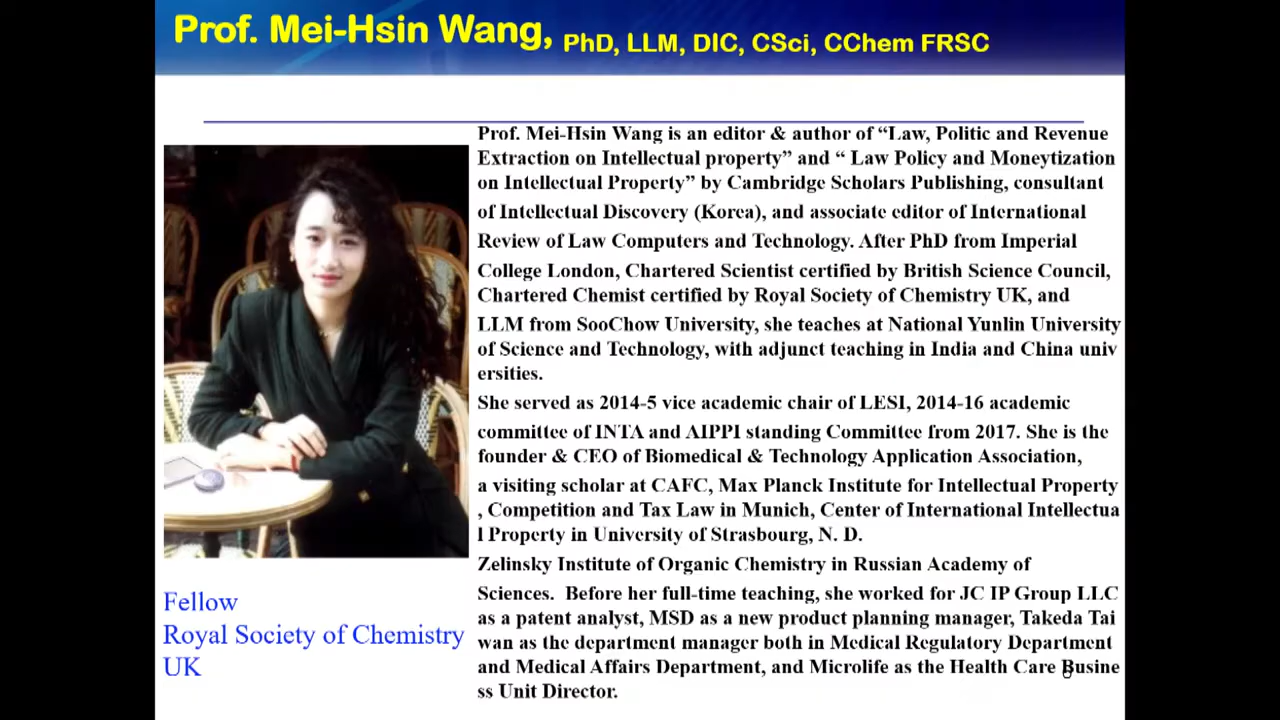 Prof. Mei-Hsin Wang, PhD, LLM, DIC, CSci, CChem FRSC
Prof. Mei-Hsin Wang is an editor & author of “Law, Politic and Revenue
Extraction on Intellectual property” and “ Law Policy and Moneytization
on Intellectual Property” by Cambridge Scholars Publishing, consultant
of Intellectual Discovery (Korea), and associate editor of International
Review of Law Computers and Technology. After PhD from Imperial
College London, Chartered Scientist certified by British Science Council,
Chartered Chemist certified by Royal Society of Chemistry UK, and
LLM from SooChow University, she teaches at National Yunlin University
of Science and Technology, with adjunct teaching in India and China univ
ersities.
She served as 2014-5 vice academic chair of LESI, 2014-16 academic
committee of INTA and AIPPI standing Committee from 2017. She is the
founder & CEO of Biomedical & Technology Application Association,
a visiting scholar at CAFC, Max Planck Institute for Intellectual Property
, Competition and Tax Law in Munich, Center of International Intellectua
l Property in University of Strasbourg, N. D.
Zelinsky Institute of Organic Chemistry in Russian Academy of
Sciences.  Before her full-time teaching, she worked for JC IP Group LLC
as a patent analyst, MSD as a new product planning manager, Takeda Tai
wan as the department manager both in Medical Regulatory Department
and Medical Affairs Department, and Microlife as the Health Care Busine
ss Unit Director.
Fellow
Royal Society of Chemistry
UK